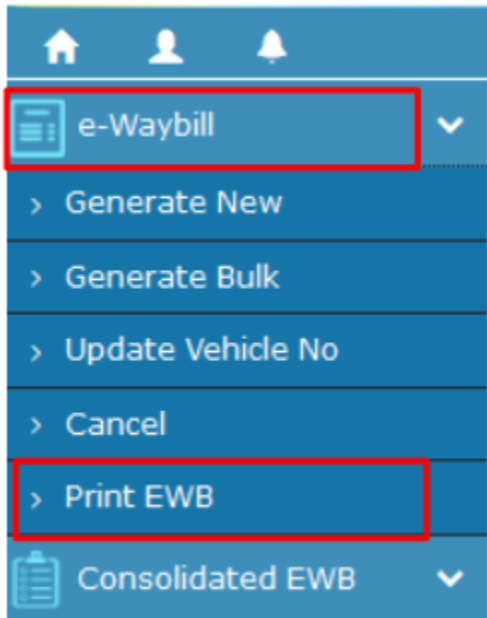 e-Waybill
Generate New
Generate Bulk
Update Vehicle No
Cancel
Print EWB
Consolidated EWB